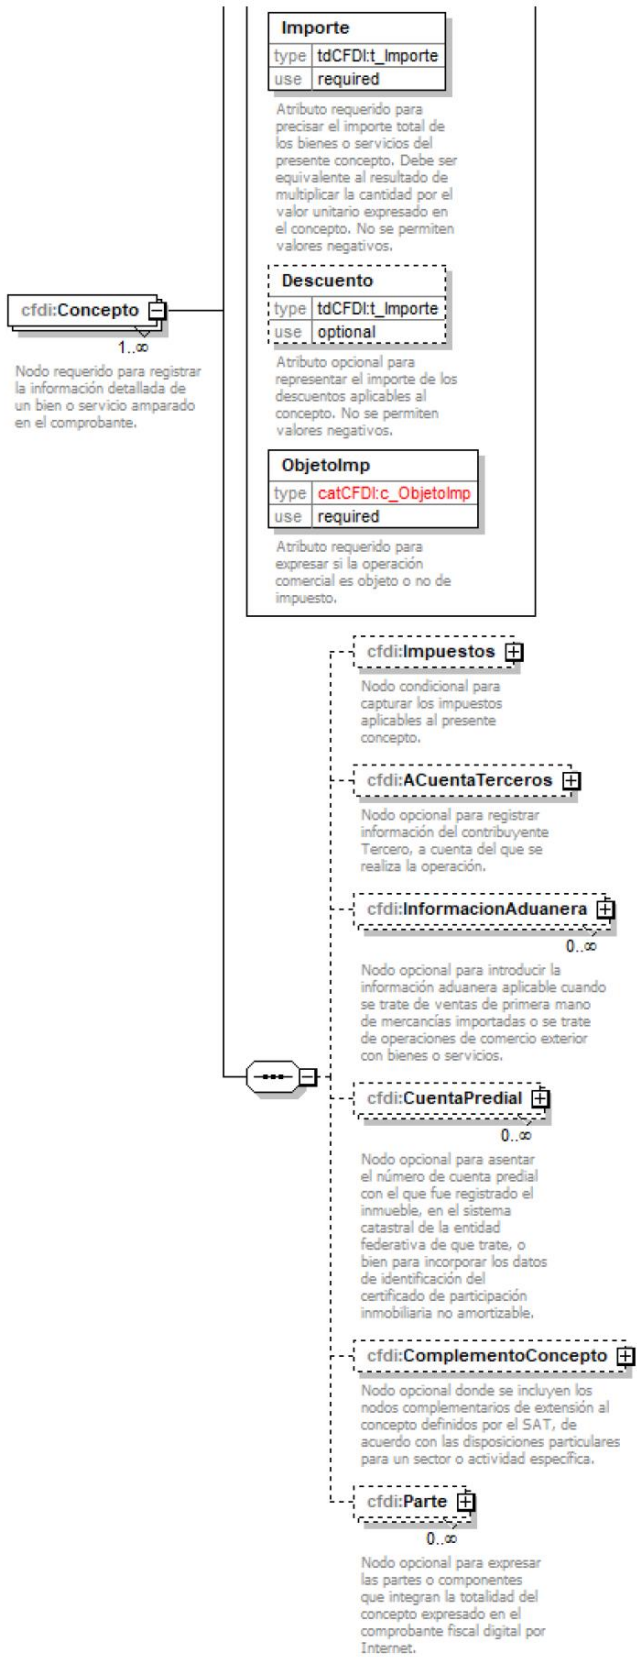 Importe
type tdCFDI:t_Importe
use required
Atributo requerido para
precisar el importe total de
los bienes o servicios del
presente concepto. Debe ser
equivalente al resultado de
multiplicar la cantidad por el
valor unitario expresado en
el concepto. No se permiten
valores negativos.
Descuento
type tdCFDI:t_Importe
use optional
Atributo opcional para
representar el importe de los
descuentos aplicables al
concepto. No se permiten
valores negativos.
cfdi:Concepto
1..∞
Nodo requerido para registrar
la información detallada de
un bien o servicio amparado
en el comprobante.
ObjetoImp
type catCFDI:c_ObjetoImp
use required
Atributo requerido para
expresar si la operación
comercial es objeto o no de
impuesto.
cfdi:Impuestos
Nodo condicional para
capturar los impuestos
aplicables al presente
concepto.
cfdi:ACuentaTerceros
Nodo opcional para registrar
información del contribuyente
Tercero, a cuenta del que se
realiza la operación.
cfdi:InformacionAduanera
0..∞
Nodo opcional para introducir la
información aduanera aplicable cuando
se trate de ventas de primera mano
de mercancías importadas o se trate
de operaciones de comercio exterior
con bienes o servicios.
cfdi:CuentaPredial
0..∞
Nodo opcional para asentar
el número de cuenta predial
con el que fue registrado el
inmueble, en el sistema
catastral de la entidad
federativa de que trate, o
bien para incorporar los datos
de identificación del
certificado de participación
inmobiliaria no amortizable.
cfdi:ComplementoConcepto
Nodo opcional donde se incluyen los
nodos complementarios de extensión al
concepto definidos por el SAT, de
acuerdo con las disposiciones particulares
para un sector o actividad específica.
cfdi:Parte
0..∞
Nodo opcional para expresar
las partes o componentes
que integran la totalidad del
concepto expresado en el
comprobante fiscal digital por
Internet.